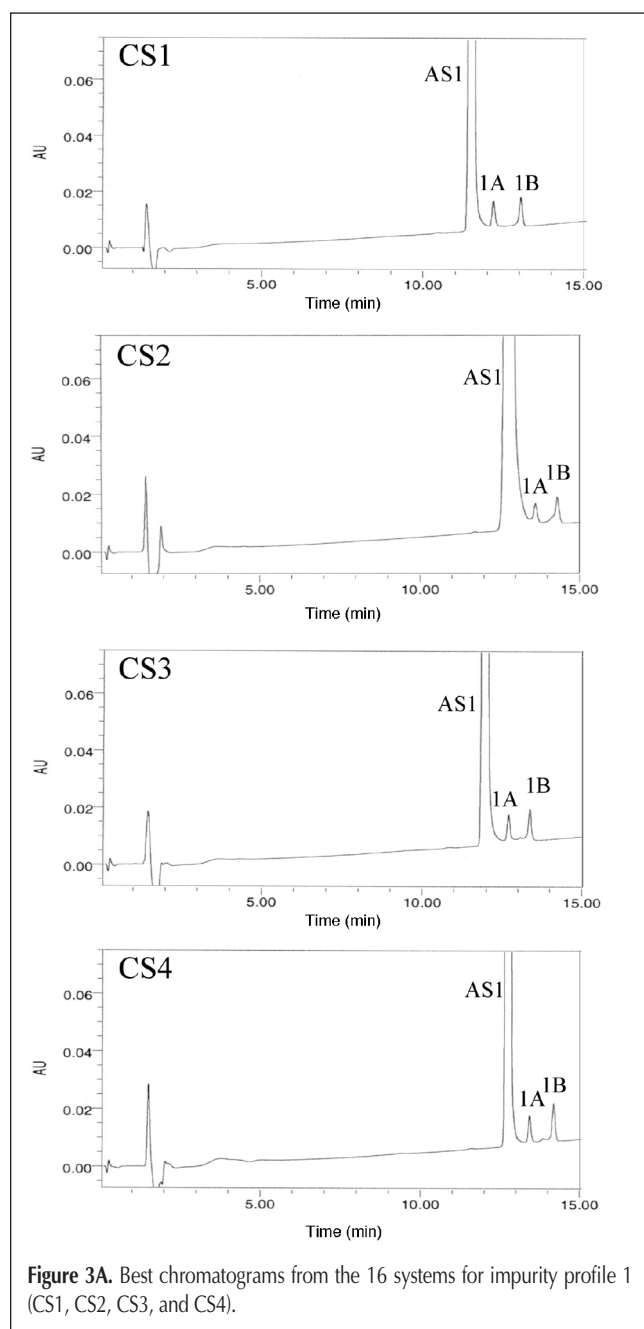 CS1
AS1
1A 1B
0.06
0.04
0.02
0.00
AU
5.00 10.00 15.00
Time (min)
CS2
AS1
1A 1B
0.06
0.04
0.02
0.00
AU
5.00 10.00 15.00
Time (min)
CS3
AS1
1A 1B
0.06
0.04
0.02
0.00
AU
5.00 10.00 15.00
Time (min)
CS4
AS1
1A 1B
0.06
0.04
0.02
0.00
AU
5.00 10.00 15.00
Time (min)
Figure 3A. Best chromatograms from the 16 systems for impurity profile 1
(CS1, CS2, CS3, and CS4).